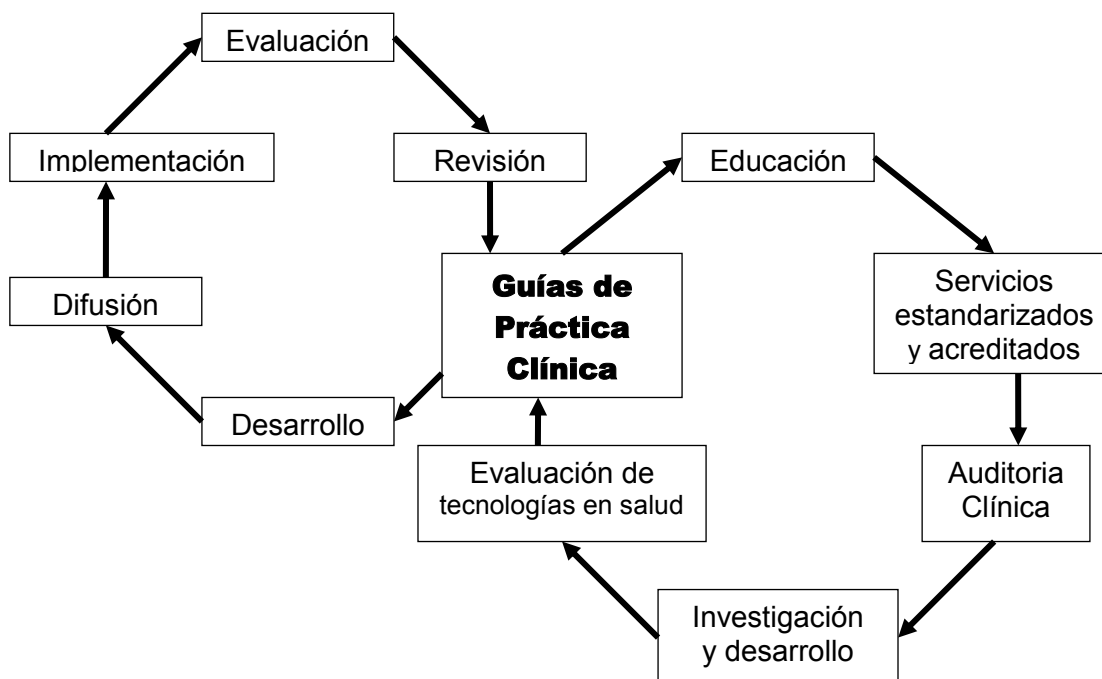 Evaluación
Implementación
Revisión
Educación
Guías de
Práctica
Clínica
Servicios
estandarizados
y acreditados
Difusión
Desarrollo
Evaluación de
tecnologías en salud
Auditoria
Clínica
Investigación
y desarrollo